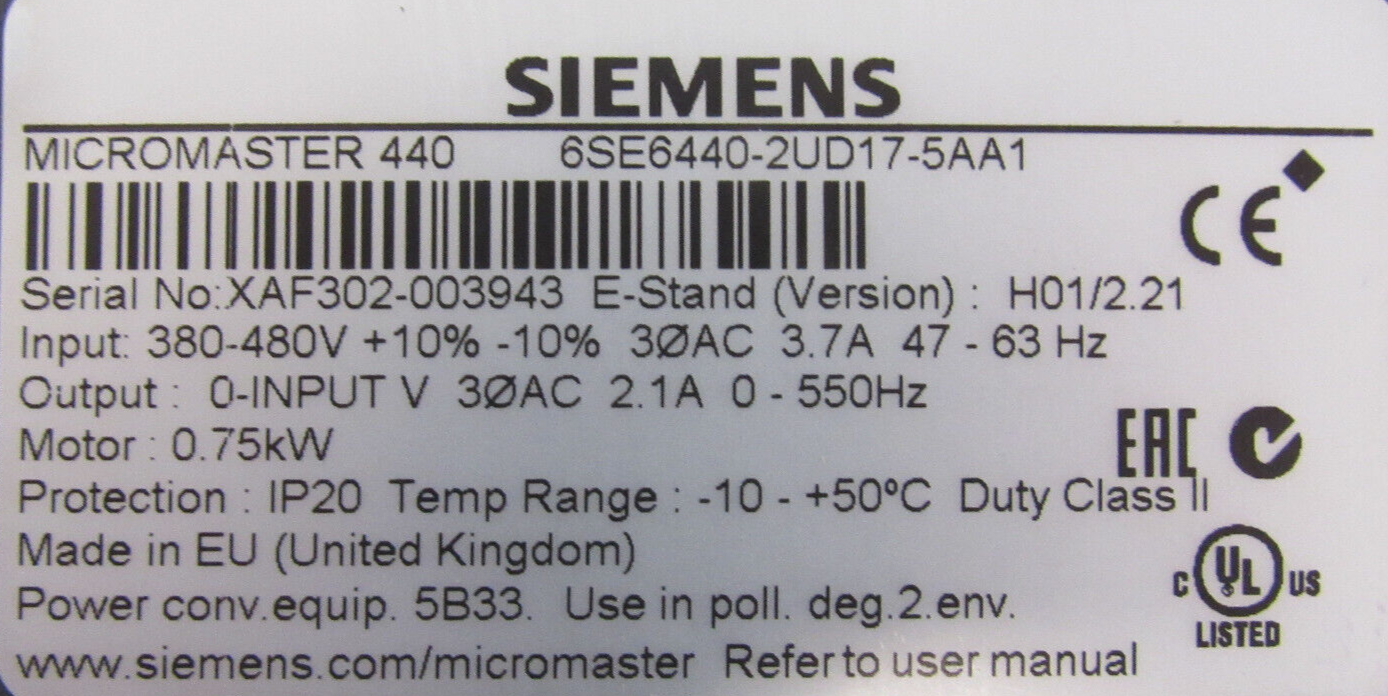 SIEMENS
MICROMASTER 440 6SE6440-2UD17-5AA1
CE
Serial No:XAF302-003943 E-Stand (Version) : H01/2.21
Input: 380-480V +10% -10% 3ØAC 3.7A 47 - 63 Hz
Output : 0-INPUT V 3ØAC 2.1A 0 - 550Hz
Motor : 0.75kW
EAC
Protection : IP20 Temp Range : -10 - +50ºC Duty Class II
Made in EU (United Kingdom)
C UL US
LISTED
Power conv.equip. 5B33. Use in poll. deg.2.env.
www.siemens.com/micromaster Refer to user manual